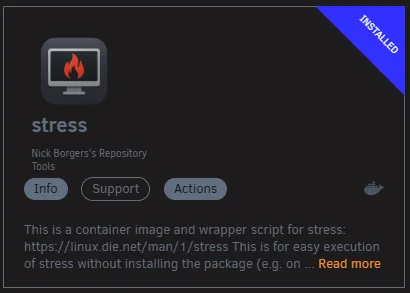 INSTALLED
stress
Nick Borgers's Repository
Tools
Info Support Actions
This is a container image and wrapper script for stress:
https://linux.die.net/man/1/stress This is for easy execution
of stress without installing the package (e.g. on ... Read more